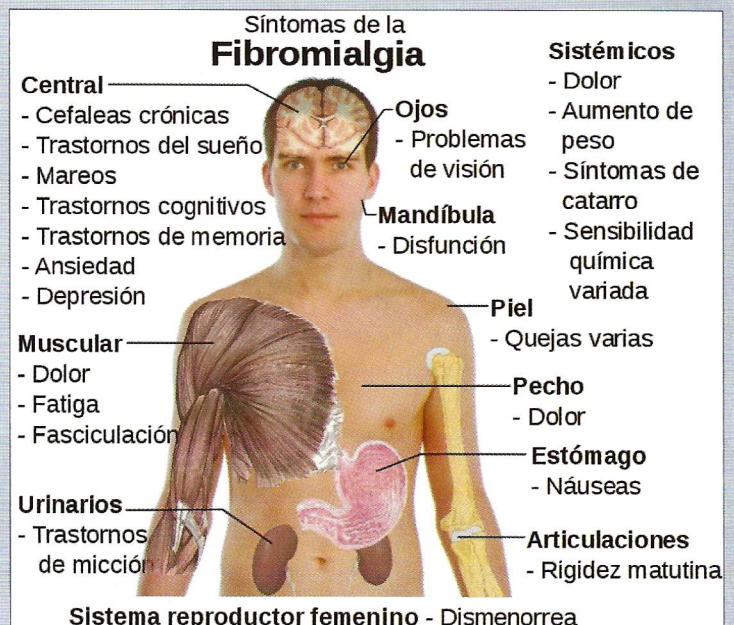 Síntomas de la
Fibromialgia
Central
- Cefaleas crónicas
- Trastornos del sueño
- Mareos
- Trastornos cognitivos
- Trastornos de memoria
- Ansiedad
- Depresión
Muscular
- Dolor
- Fatiga
- Fasciculación
Urinarios
- Trastornos
de micción
Ojos
- Problemas
de visión
Mandíbula
- Disfunción
Sistémicos
- Dolor
- Aumento de
peso
- Síntomas de
catarro
- Sensibilidad
química
variada
Piel
- Quejas varias
Pecho
- Dolor
Estómago
- Náuseas
Articulaciones
- Rigidez matutina
Sistema reproductor femenino - Dismenorrea